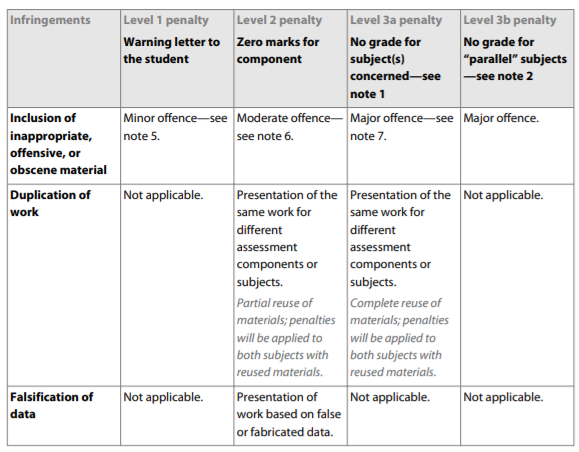 Infringements
Level 1 penalty
Warning letter to
the student
Level 2 penalty
Zero marks for
component
Level 3a penalty
No grade for
subject(s)
concerned—see
note 1
Level 3b penalty
No grade for
“parallel” subjects
—see note 2
Inclusion of
inappropriate,
offensive, or
obscene material
Minor offence—see
note 5.
Moderate offence—
see note 6.
Major offence—see
note 7.
Major offence.
Duplication of
work
Not applicable.
Presentation of the
same work for
different
assessment
components or
subjects.
Partial reuse of
materials; penalties
will be applied to
both subjects with
reused materials.
Presentation of the
same work for
different
assessment
components or
subjects.
Complete reuse of
materials; penalties
will be applied to
both subjects with
reused materials.
Not applicable.
Falsification of
data
Not applicable.
Presentation of
work based on false
or fabricated data.
Not applicable.
Not applicable.